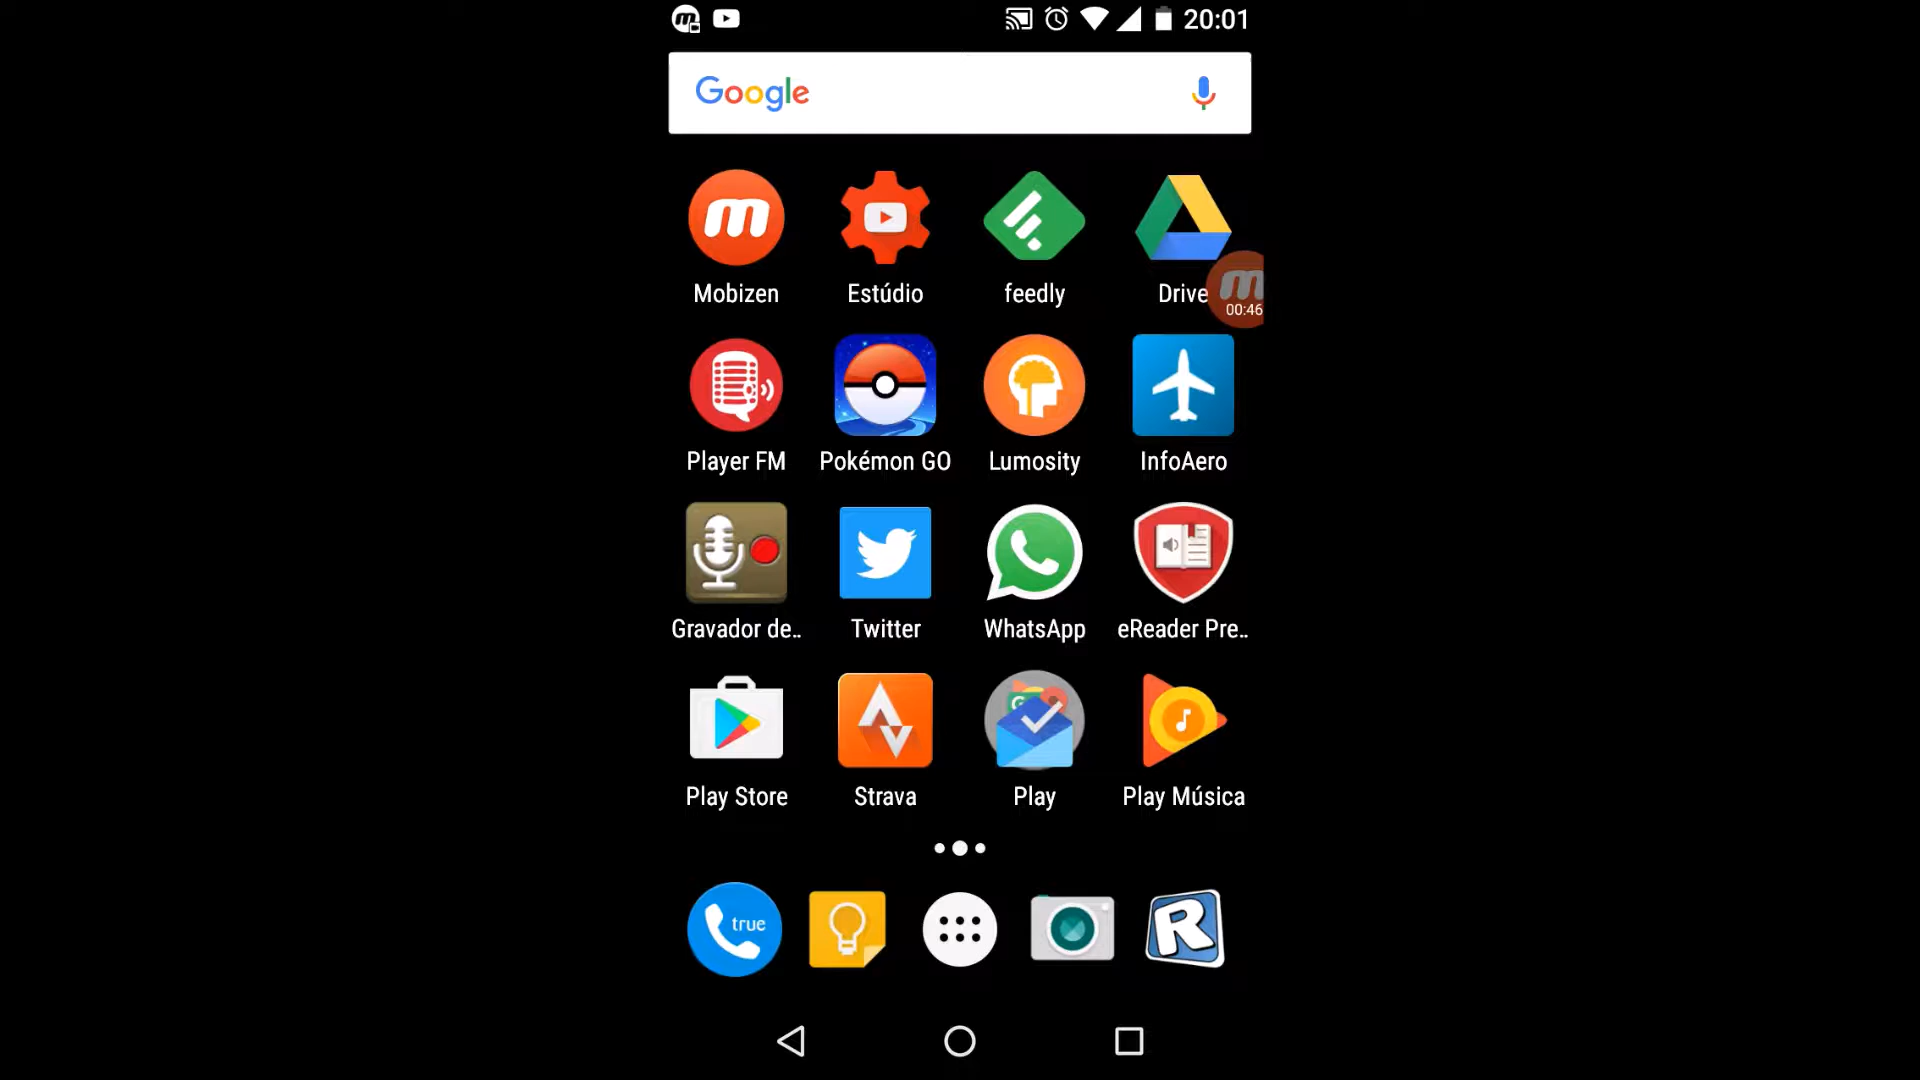 20:01
Google
Mobizen Estúdio feedly Drive
00:46
Player FM Pokémon GO Lumosity InfoAero
Gravador de.. Twitter WhatsApp eReader Pre..
Play Store Strava Play Play Música
true
R